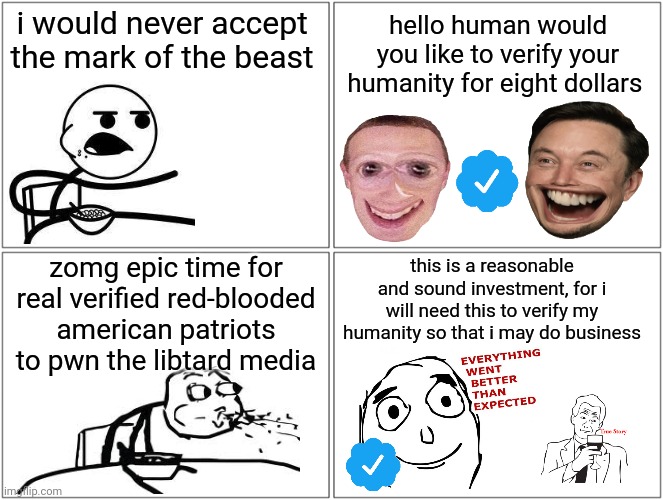 i would never accept
the mark of the beast
hello human would
you like to verify your
humanity for eight dollars
zomg epic time for
real verified red-blooded
american patriots
to pwn the libtard media
this is a reasonable
and sound investment, for i
will need this to verify my
humanity so that i may do business
EVERYTHING
WENT
BETTER
THAN
EXPECTED
True Story
imgflip.com